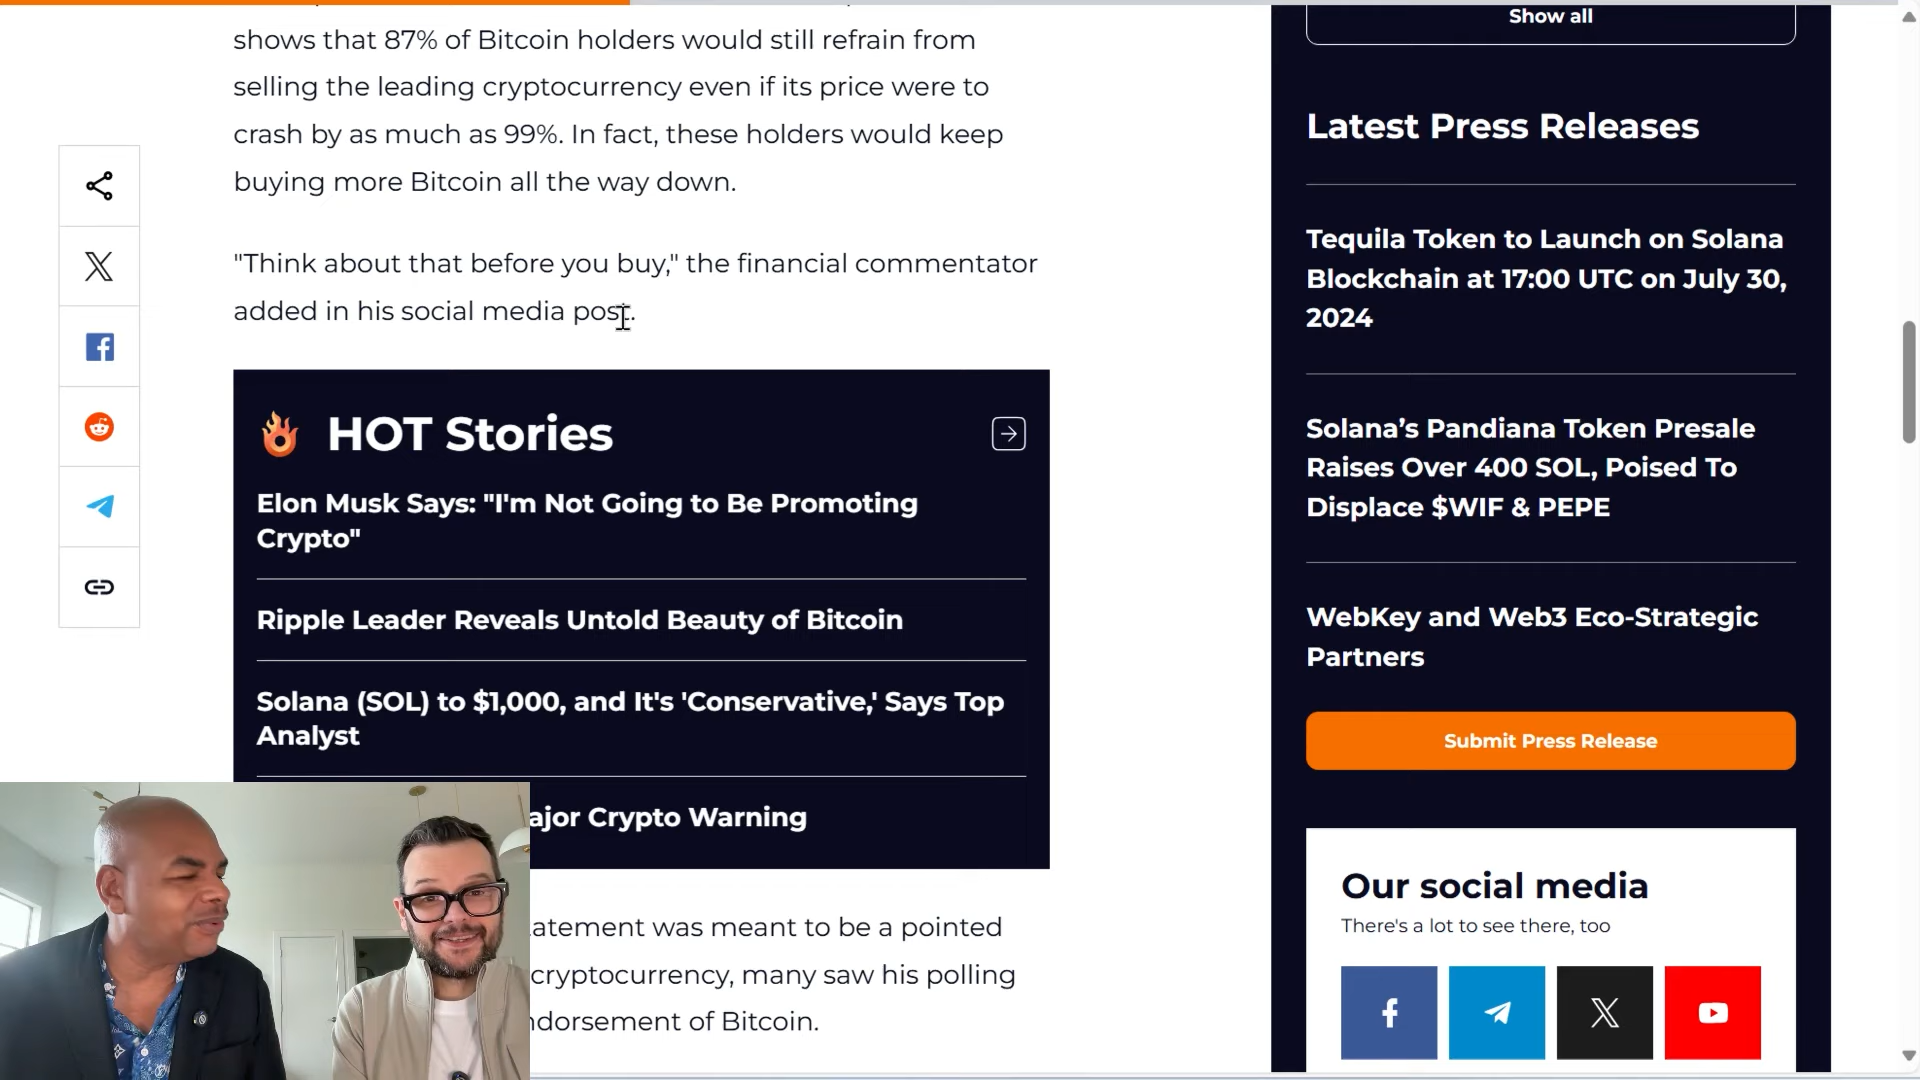 shows that 87% of Bitcoin holders would still refrain from
selling the leading cryptocurrency even if its price were to
crash by as much as 99%. In fact, these holders would keep
buying more Bitcoin all the way down.
"Think about that before you buy," the financial commentator
added in his social media post.
HOT Stories
Elon Musk Says: "I'm Not Going to Be Promoting
Crypto"
Ripple Leader Reveals Untold Beauty of Bitcoin
Solana (SOL) to $1,000, and It's 'Conservative,' Says Top
Analyst
Crypto Warning
was meant to be a pointed
cryptocurrency, many saw his polling
of Bitcoin.
Show all
Latest Press Releases
Tequila Token to Launch on Solana
Blockchain at 17:00 UTC on July 30,
2024
Solana's Pandiana Token Presale
Raises Over 400 SOL, Poised To
Displace $WIF & PEPE
WebKey and Web3 Eco-Strategic
Partners
Submit Press Release
Our social media
There's a lot to see there, too